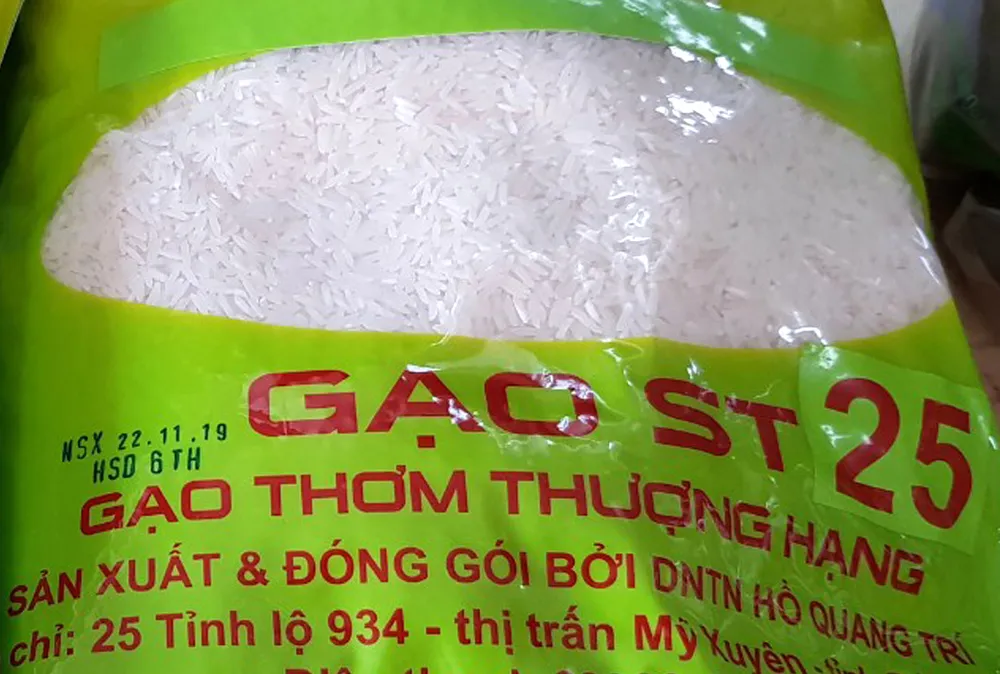 GẠO ST 25
NSX 22.11.19
HSD 6TH
GẠO THƠM THƯỢNG HẠNG
SẢN XUẤT & ĐÓNG GÓI BỞI DNTN HỒ QUANG TRÍ
chỉ: 25 Tỉnh lộ 934 - thị trấn Mỹ Xuyên -